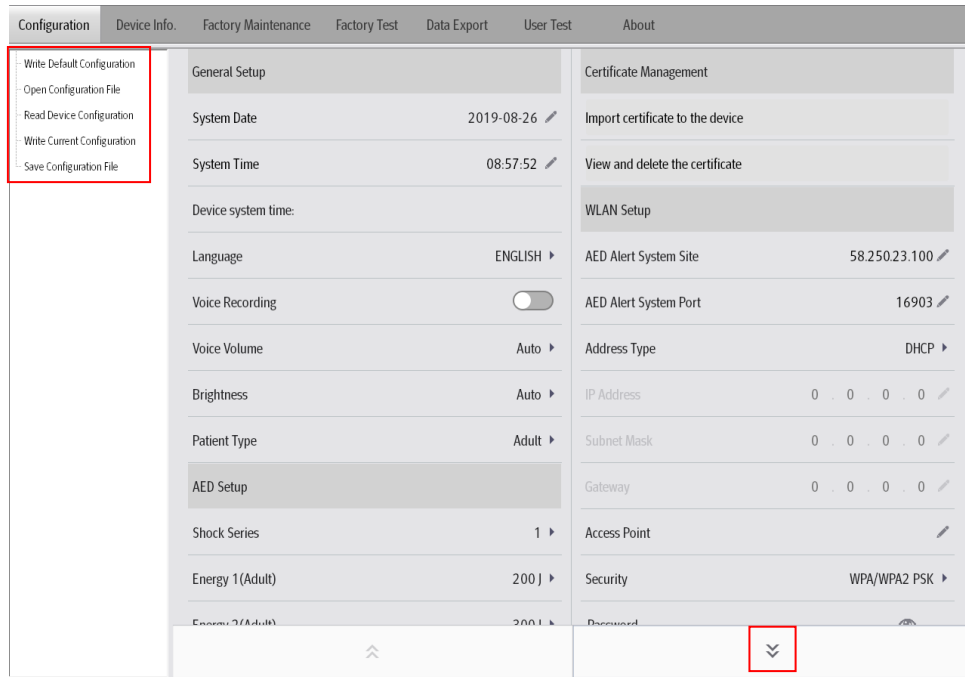 Configuration Device Info. Factory Maintenance Factory Test Data Export User Test About
Write Default Configuration
Open Configuration File
Read Device Configuration
Write Current Configuration
Save Configuration File
General Setup
System Date 2019-08-26
System Time 08:57:52
Device system time:
Language ENGLISH
Voice Recording
Voice Volume Auto
Brightness Auto
Patient Type Adult
AED Setup
Shock Series 1
Energy 1(Adult) 200 J
Energy 2(Adult) 300 J
Certificate Management
Import certificate to the device
View and delete the certificate
WLAN Setup
AED Alert System Site 58.250.23.100
AED Alert System Port 16903
Address Type DHCP
IP Address 0 . 0 . 0 . 0
Subnet Mask 0 . 0 . 0 . 0
Gateway 0 . 0 . 0 . 0
Access Point
Security WPA/WPA2 PSK
Password